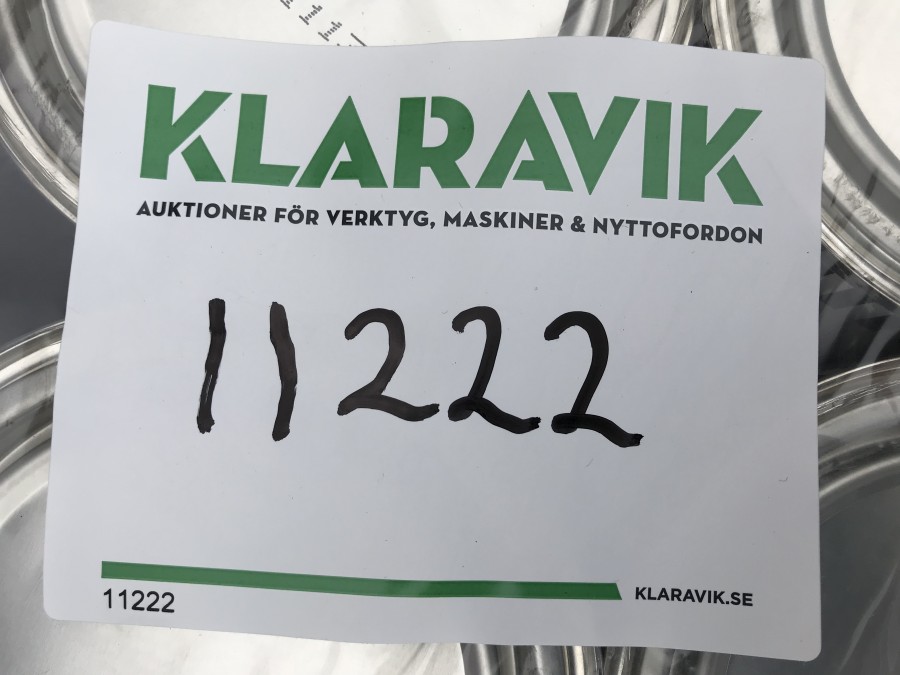 KLARAVIK
AUKTIONER FÖR VERKTYG, MASKINER & NYTTOFORDON
11222
11222
KLARAVIK.SE